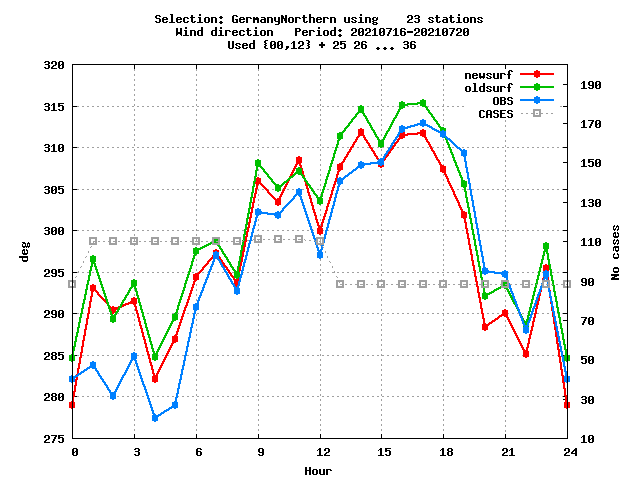 Selection: GermanyNorthern using    23 stations
Wind direction   Period: 20210716-20210720
Used {00,12} + 25 26 ... 36
newsurf
oldsurf
OBS
CASES
320
315
310
305
300
295
290
285
280
275
deg
190
170
150
130
110
90
70
50
30
10
No cases
0 3 6 9 12 15 18 21 24
Hour